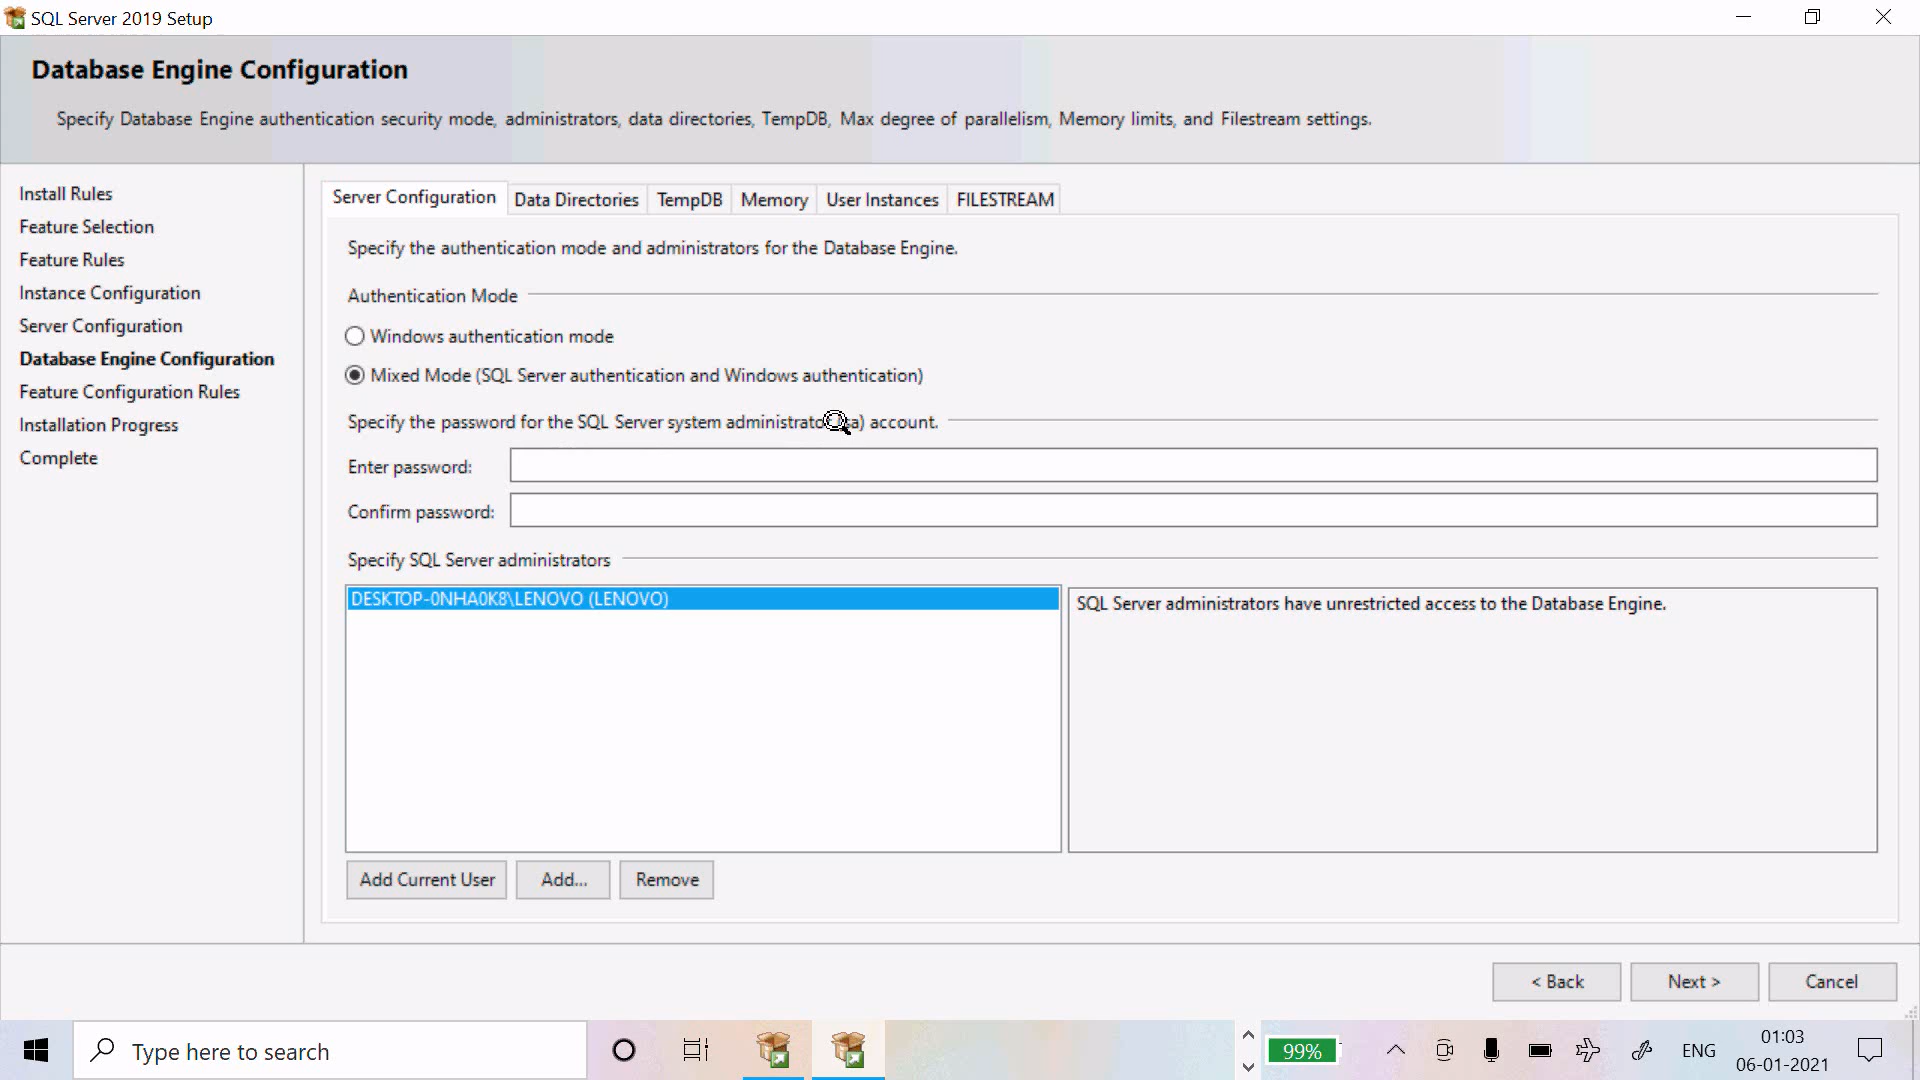 SQL Server 2019 Setup
Database Engine Configuration
Specify Database Engine authentication security mode, administrators, data directories, TempDB, Max degree of parallelism, Memory limits, and Filestream settings.
Install Rules
Feature Selection
Feature Rules
Instance Configuration
Server Configuration
Database Engine Configuration
Feature Configuration Rules
Installation Progress
Complete
Server Configuration Data Directories TempDB Memory User Instances FILESTREAM
Specify the authentication mode and administrators for the Database Engine.
Authentication Mode
Windows authentication mode
Mixed Mode (SQL Server authentication and Windows authentication)
Specify the password for the SQL Server system administrato a) account.
Enter password:
Confirm password:
Specify SQL Server administrators
DESKTOP-0NHA0K8\LENOVO (LENOVO)
SQL Server administrators have unrestricted access to the Database Engine.
Add Current User Add... Remove
< Back Next > Cancel
Type here to search
99%
ENG
01:03
06-01-2021